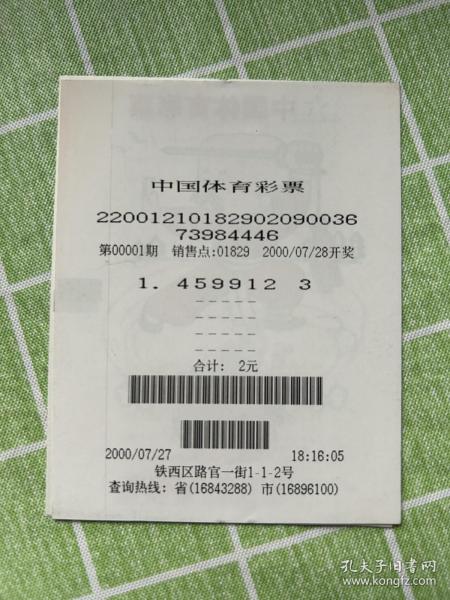 中国体育彩票
22001210182902090036
73984446
第00001期 销售点:01829 2000/07/28开奖
1. 459912 3
-----
-----
-----
-----
合计: 2元
2000/07/27 18:16:05
铁西区路官一街1-1-2号
查询热线: 省(16843288) 市(16896100)
孔夫子旧书网
www.kongfz.com